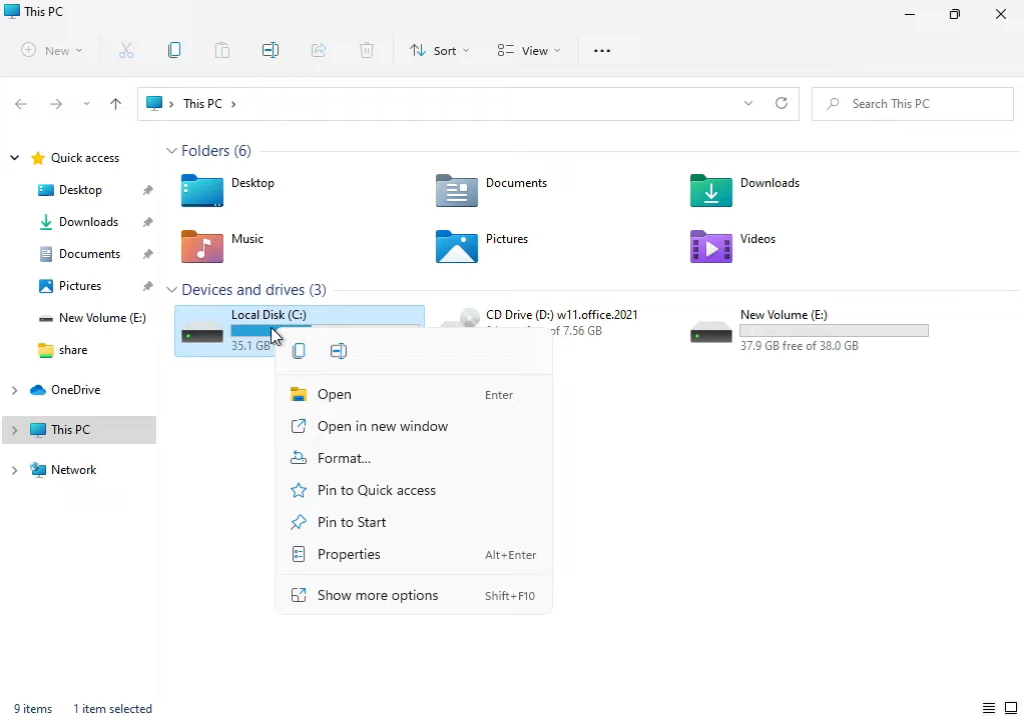 This PC
New
Sort
View
This PC
Search This PC
Quick access
Desktop
Downloads
Documents
Pictures
New Volume (E:)
share
OneDrive
This PC
Network
Folders (6)
Desktop
Documents
Downloads
Music
Pictures
Videos
Devices and drives (3)
Local Disk (C:)
35.1 GB
CD Drive (D:) w11.office.2021
of 7.56 GB
New Volume (E:)
37.9 GB free of 38.0 GB
Open Enter
Open in new window
Format...
Pin to Quick access
Pin to Start
Properties Alt+Enter
Show more options Shift+F10
9 items 1 item selected